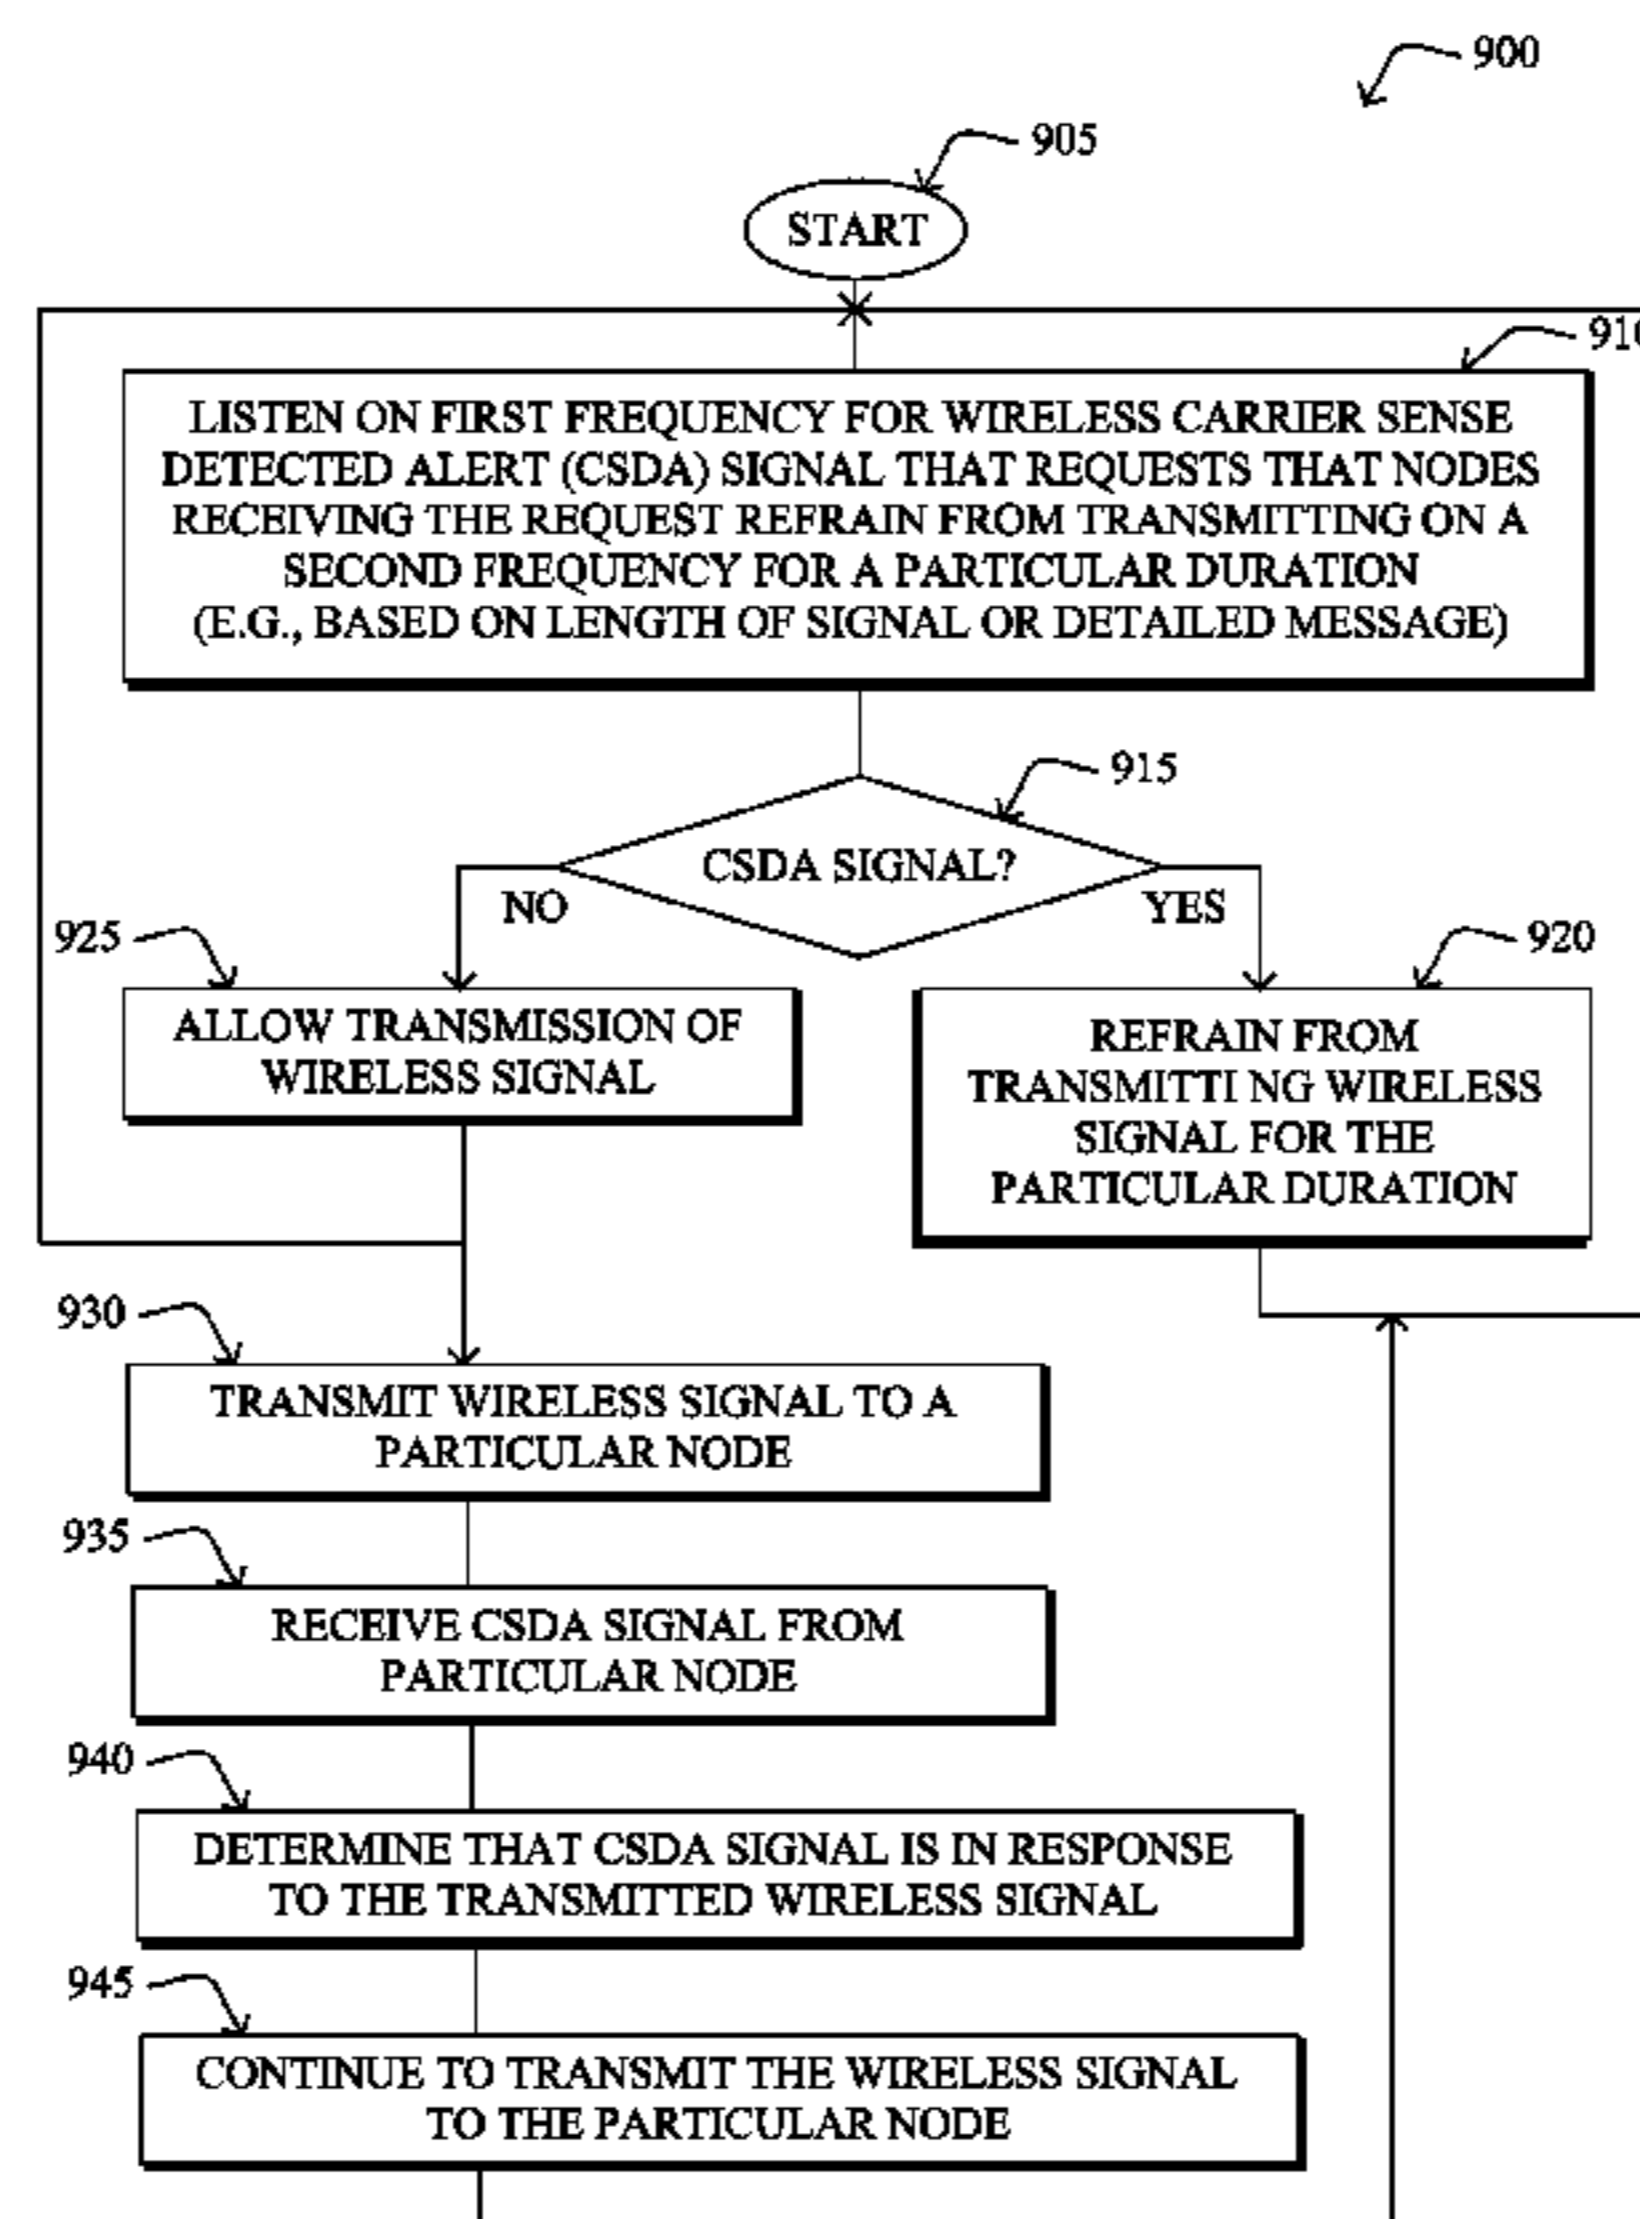 900
905
START
910
LISTEN ON FIRST FREQUENCY FOR WIRELESS CARRIER SENSE
DETECTED ALERT (CSDA) SIGNAL THAT REQUESTS THAT NODES
RECEIVING THE REQUEST REFRAIN FROM TRANSMITTING ON A
SECOND FREQUENCY FOR A PARTICULAR DURATION
(E.G., BASED ON LENGTH OF SIGNAL OR DETAILED MESSAGE)
915
CSDA SIGNAL?
NO
YES
925
920
ALLOW TRANSMISSION OF
WIRELESS SIGNAL
REFRAIN FROM
TRANSMITTI NG WIRELESS
SIGNAL FOR THE
PARTICULAR DURATION
930
TRANSMIT WIRELESS SIGNAL TO A
PARTICULAR NODE
935
RECEIVE CSDA SIGNAL FROM
PARTICULAR NODE
940
DETERMINE THAT CSDA SIGNAL IS IN RESPONSE
TO THE TRANSMITTED WIRELESS SIGNAL
945
CONTINUE TO TRANSMIT THE WIRELESS SIGNAL
TO THE PARTICULAR NODE